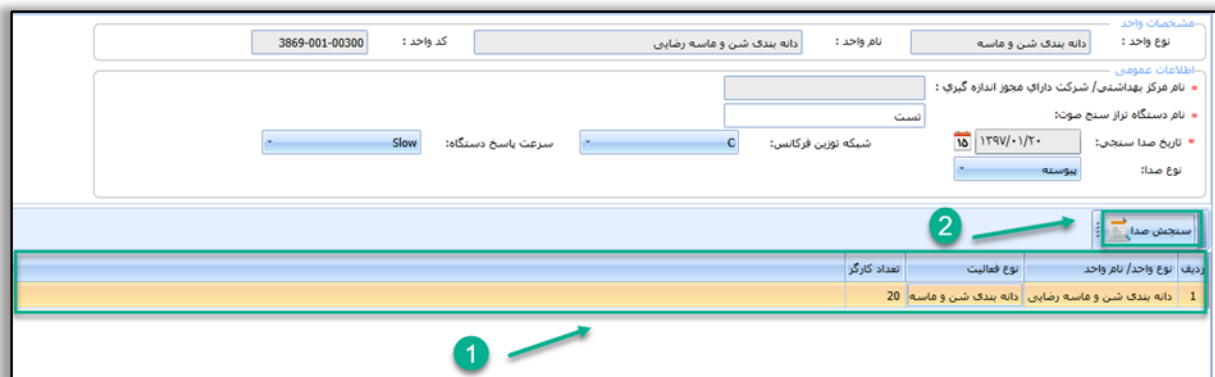 مشخصات واحد
نوع واحد : دانه بندی شن و ماسه نام واحد : دانه بندی شن و ماسه رضایی کد واحد : 3869-001-00300
اطلاعات عمومی
* نام مرکز بهداشتی/ شرکت دارای مجوز اندازه گیری :
* نام دستگاه تراز سنج صوت: تست
* تاریخ صدا سنجی: ۱۳۹۷/۰۱/۲۰ ۱۵ شبکه توزین فرکانس: C سرعت پاسخ دستگاه: Slow
نوع صدا: پیوسته
سنجش صدا 2
ردیف نوع واحد/ نام واحد نوع فعالیت تعداد کارگر
1 دانه بندی شن و ماسه رضایی دانه بندی شن و ماسه 20
1